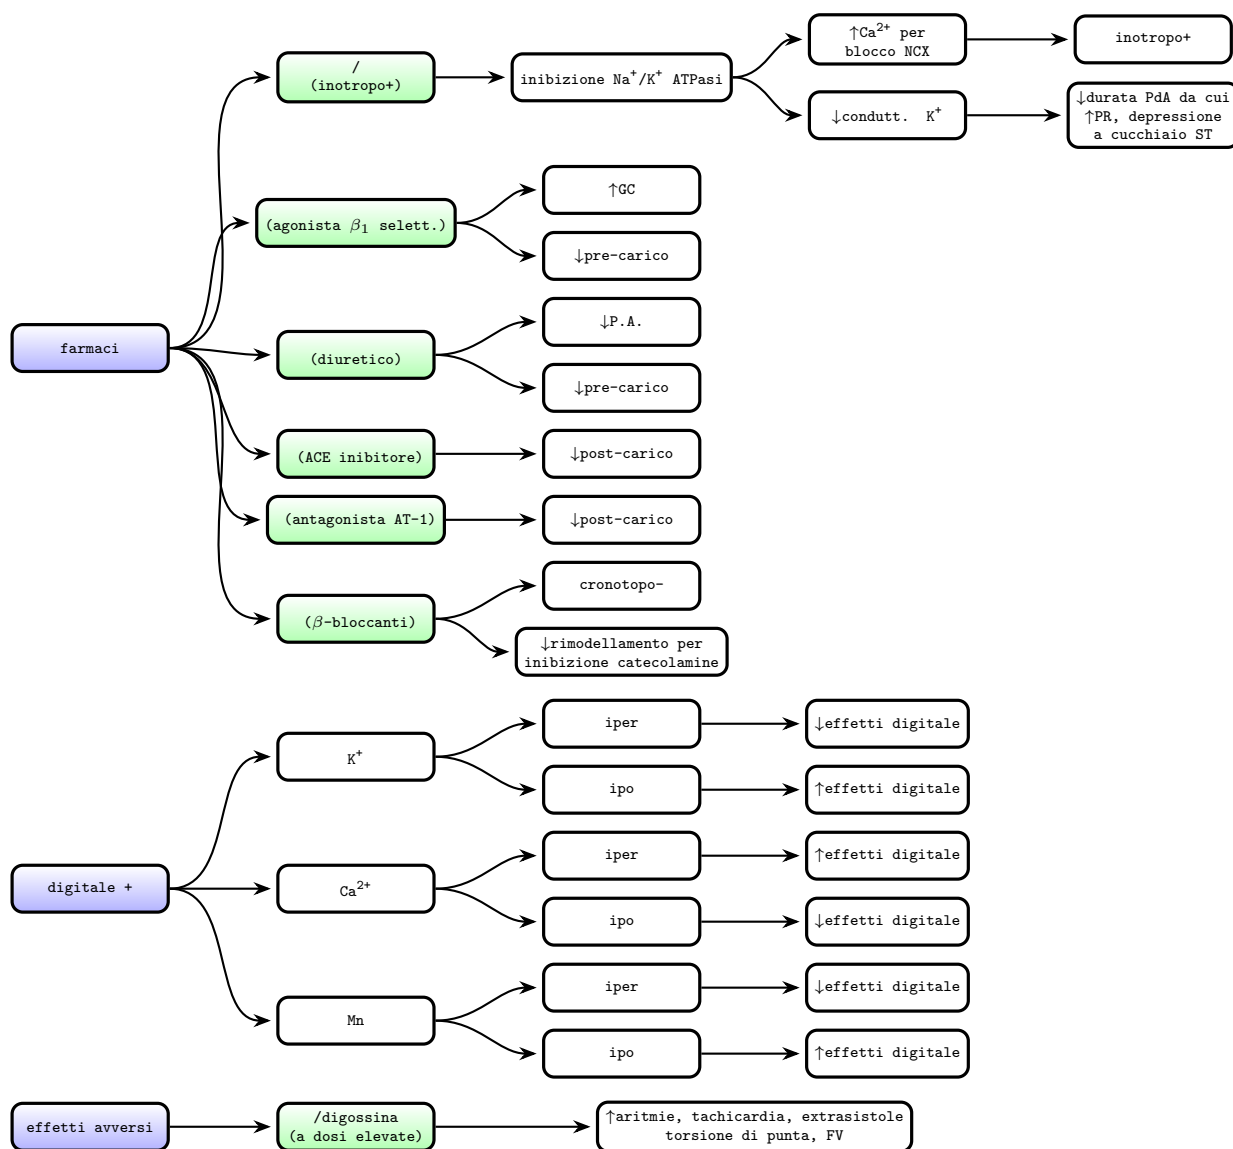 farmaci
/
(inotropo+)
inibizione Na⁺/K⁺ ATPasi
↑Ca²⁺ per
blocco NCX
inotropo+
↓condutt. K⁺
↓durata PdA da cui
↑PR, depressione
a cucchiaio ST
(agonista β₁ selett.)
↑GC
↓pre-carico
(diuretico)
↓P.A.
↓pre-carico
(ACE inibitore)
↓post-carico
(antagonista AT-1)
↓post-carico
(β-bloccanti)
cronotopo-
↓rimodellamento per
inibizione catecolamine
digitale +
K⁺
iper
↓effetti digitale
ipo
↑effetti digitale
Ca²⁺
iper
↑effetti digitale
ipo
↓effetti digitale
Mn
iper
↓effetti digitale
ipo
↑effetti digitale
effetti avversi
/digossina
(a dosi elevate)
↑aritmie, tachicardia, extrasistole
torsione di punta, FV